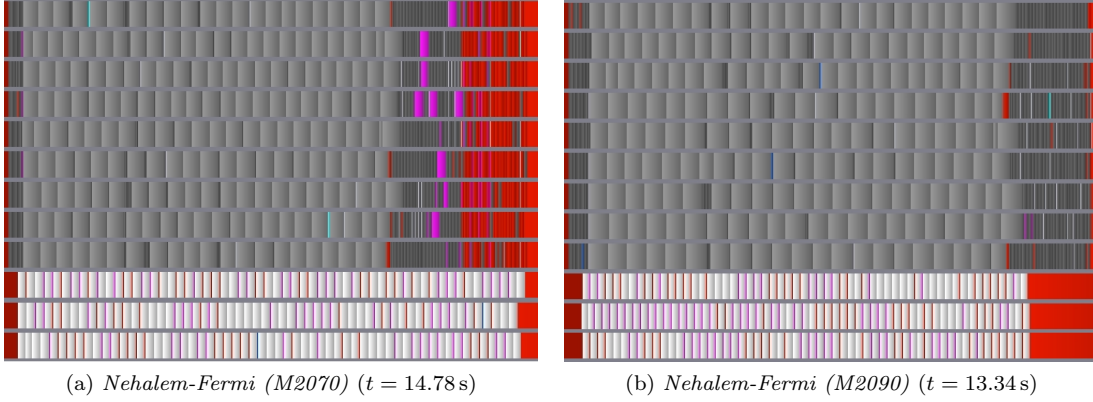 (a) Nehalem-Fermi (M2070) (t = 14.78 s)
(b) Nehalem-Fermi (M2090) (t = 13.34 s)